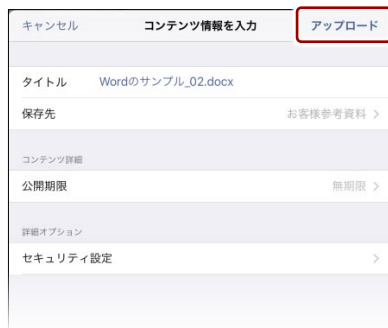 キャンセル コンテンツ情報を入力 アップロード
タイトル Wordのサンプル_02.docx
保存先 お客様参考資料
コンテンツ詳細
公開期限 無期限
詳細オプション
セキュリティ設定